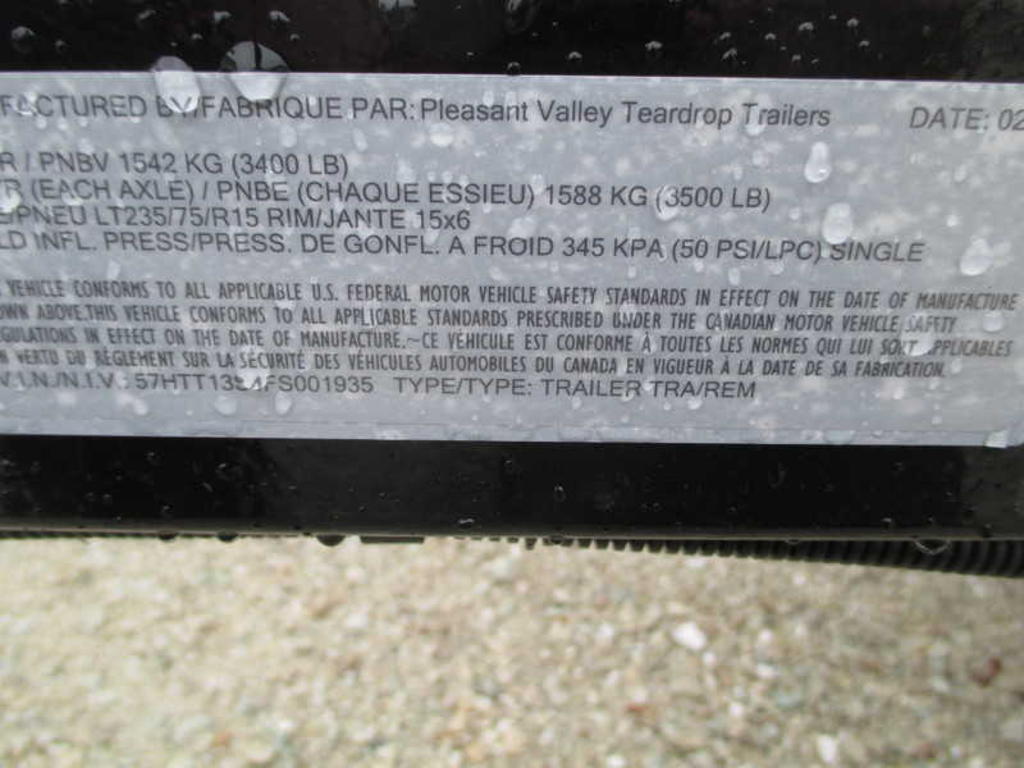 FACTURED BY/FABRIQUE PAR: Pleasant Valley Teardrop Trailers DATE: 02
R / PNBV 1542 KG (3400 LB)
R (EACH AXLE) / PNBE (CHAQUE ESSIEU) 1588 KG (3500 LB)
E/PNEU LT235/75/R15 RIM/JANTE 15x6
LD INFL. PRESS/PRESS. DE GONFL. A FROID 345 KPA (50 PSI/LPC) SINGLE
VEHICLE CONFORMS TO ALL APPLICABLE U.S. FEDERAL MOTOR VEHICLE SAFETY STANDARDS IN EFFECT ON THE DATE OF MANUFACTURE
OWN ABOVE.THIS VEHICLE CONFORMS TO ALL APPLICABLE STANDARDS PRESCRIBED UNDER THE CANADIAN MOTOR VEHICLE SAFETY
EGULATIONS IN EFFECT ON THE DATE OF MANUFACTURE.~CE VÉHICULE EST CONFORME À TOUTES LES NORMES QUI LUI SONT APPLICABLES
N VERTU DU RÈGLEMENT SUR LA SÉCURITÉ DES VÉHICULES AUTOMOBILES DU CANADA EN VIGUEUR À LA DATE DE SA FABRICATION.
V.I.N./N.I.V.: TYPE/TYPE: TRAILER TRA/REM